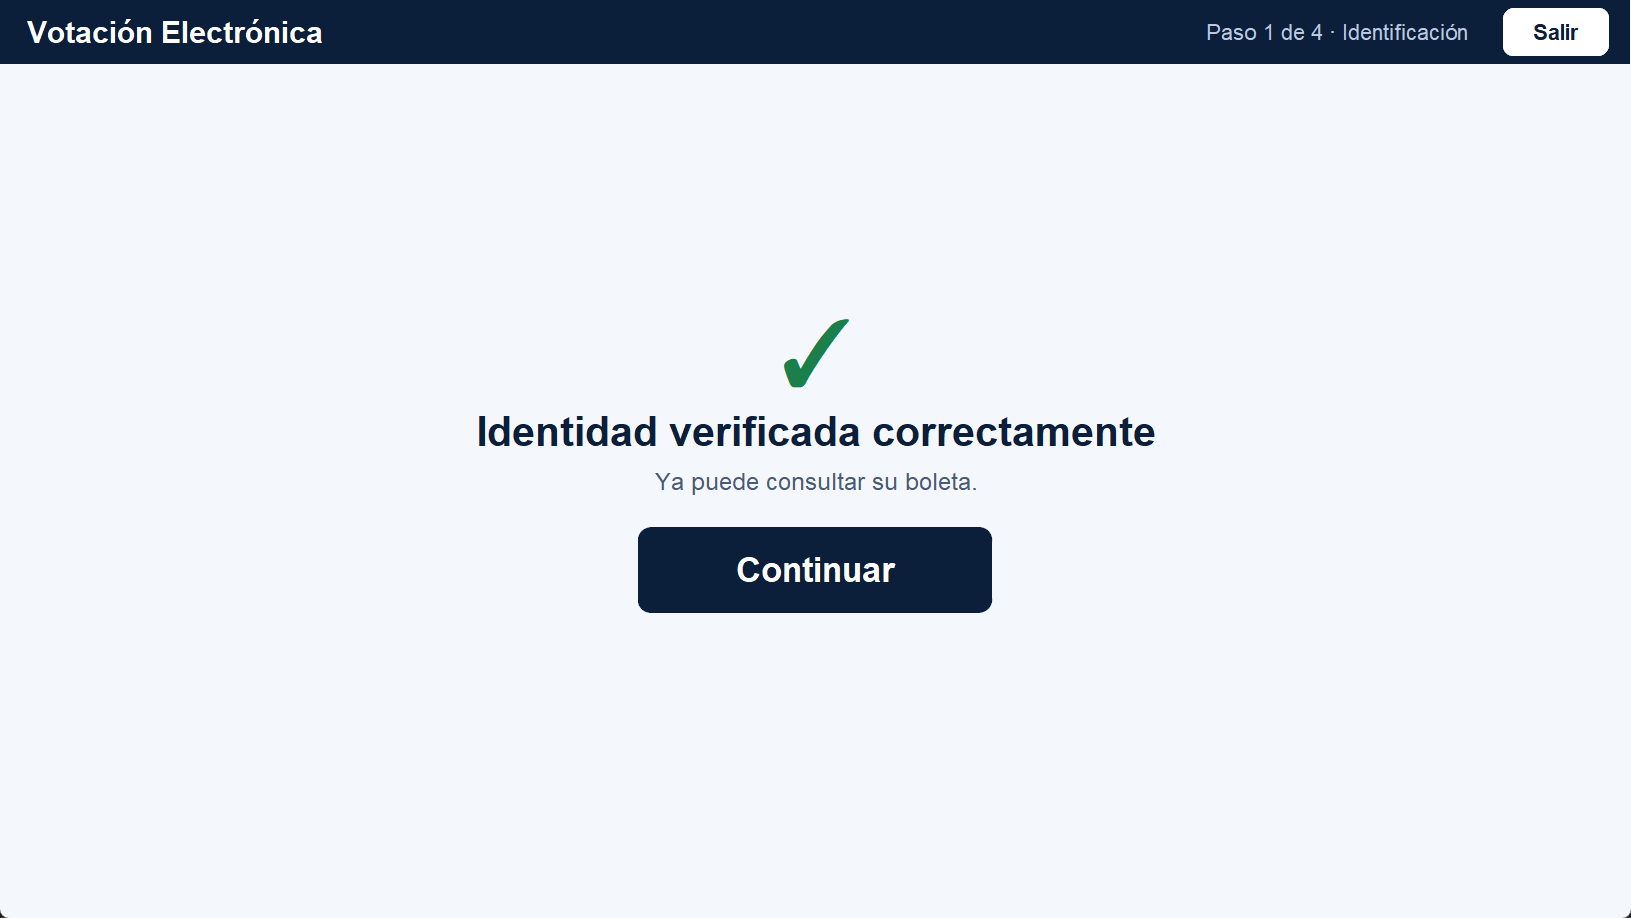 Votación Electrónica
Paso 1 de 4 · Identificación
Salir
Identidad verificada correctamente
Ya puede consultar su boleta.
Continuar